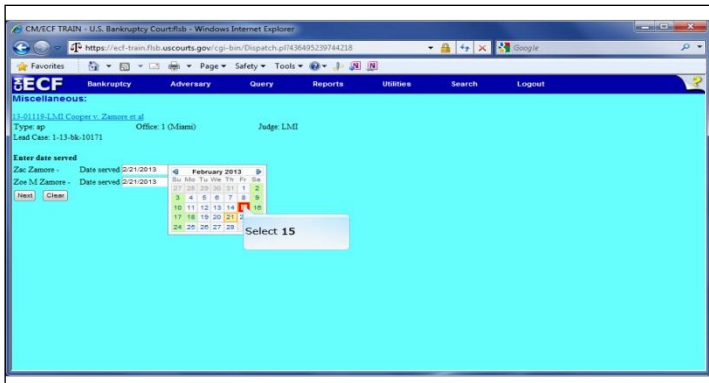 CM/ECF TRAIN - U.S. Bankruptcy Court:flsb - Windows Internet Explorer
https://ecf-train.flsb.uscourts.gov/cgi-bin/Dispatch.pl?436495239744218
Google
Favorites Page Safety Tools
ECF Bankruptcy Adversary Query Reports Utilities Search Logout ?
Miscellaneous:
13-01119-LMI Cooper v. Zamore et al
Type: ap Office: 1 (Miami) Judge: LMI
Lead Case: 1-13-bk-10171
Enter date served
Zac Zamore - Date served 2/21/2013
Zoe M Zamore - Date served 2/21/2013
Next Clear
February 2013
Su Mo Tu We Th Fr Sa
27 28 29 30 31 1 2
3 4 5 6 7 8 9
10 11 12 13 14 16
17 18 19 20 21
24 25 26 27 28
Select 15